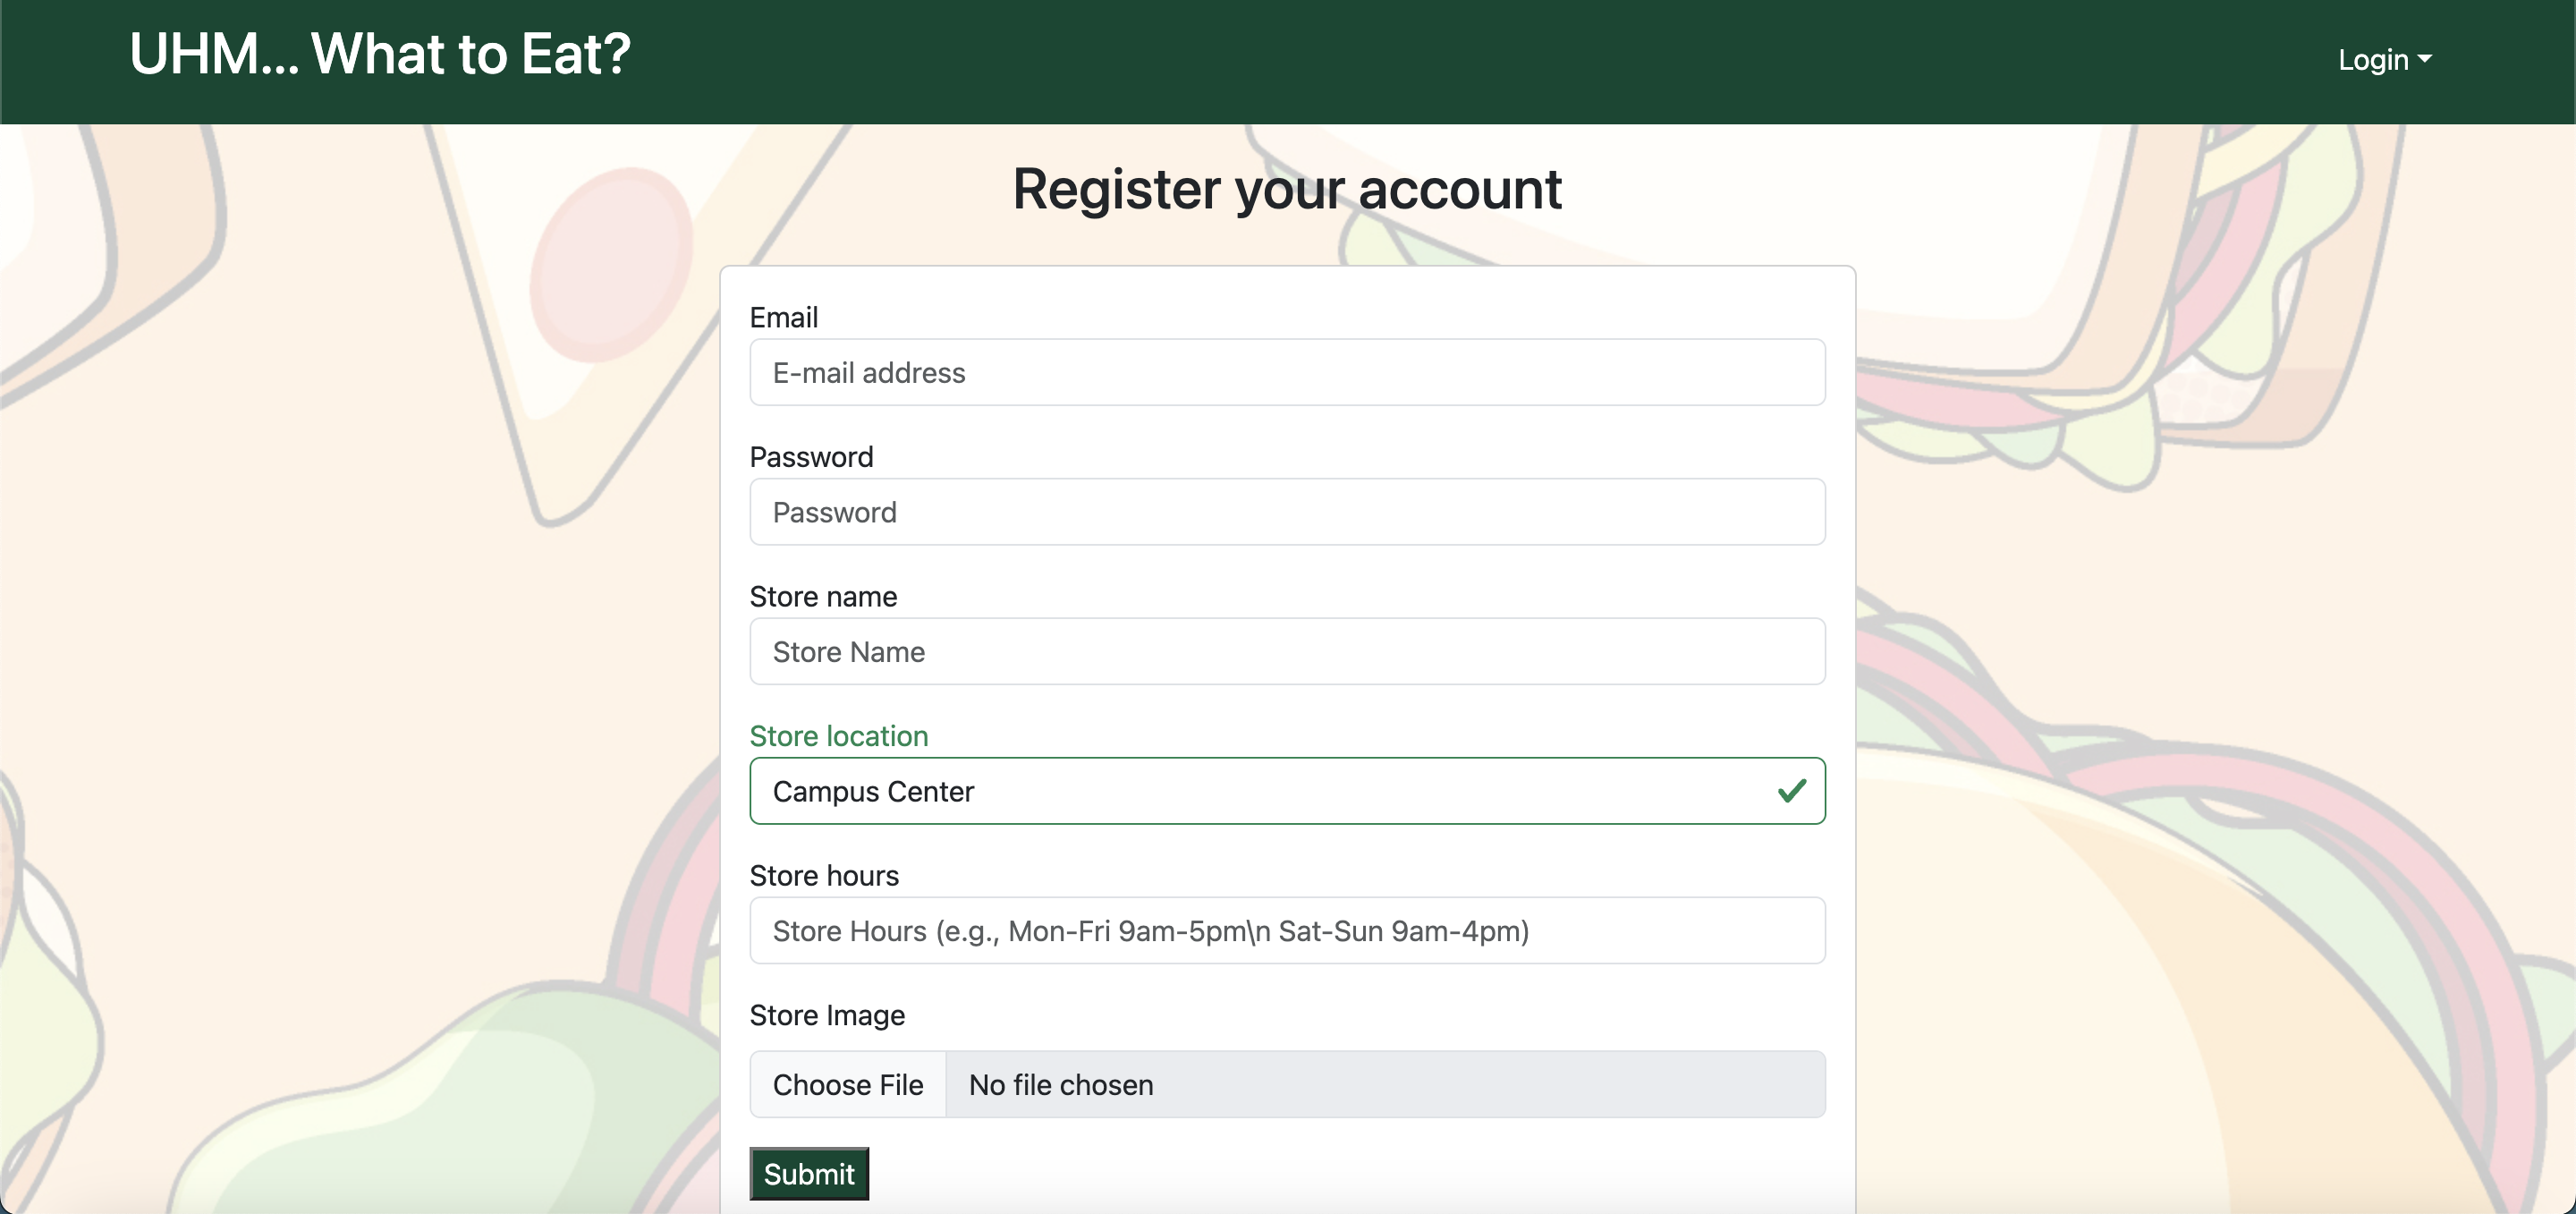 UHM... What to Eat?
Login
Register your account
Email
E-mail address
Password
Password
Store name
Store Name
Store location
Campus Center
Store hours
Store Hours (e.g., Mon-Fri 9am-5pm\n Sat-Sun 9am-4pm)
Store Image
Choose File No file chosen
Submit